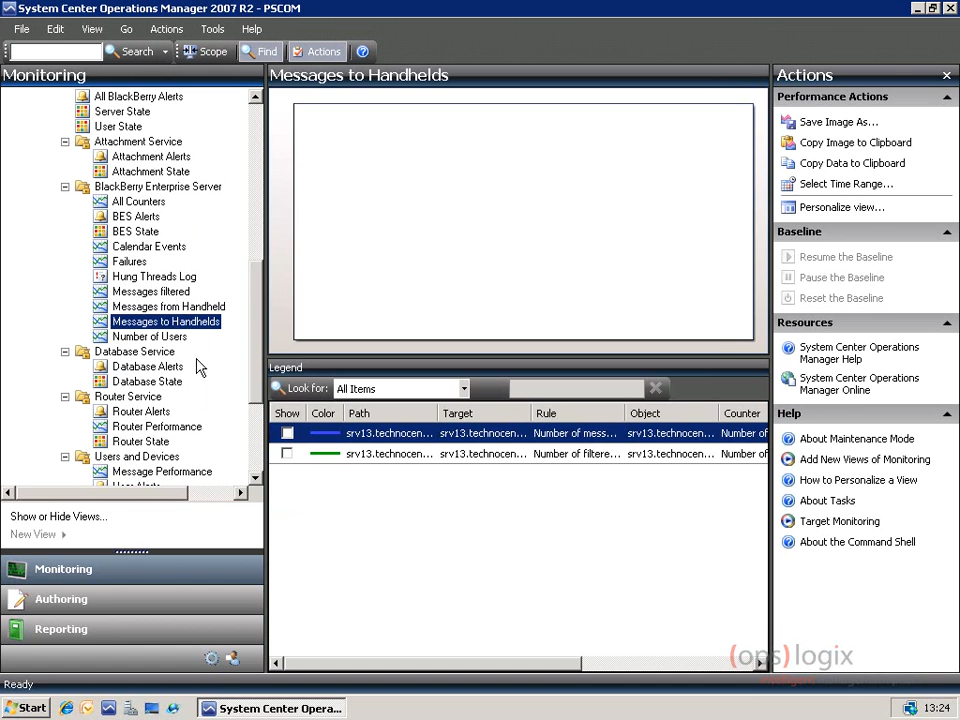 System Center Operations Manager 2007 R2 - PSCOM
File Edit View Go Actions Tools Help
Search Scope Find Actions
Monitoring
All BlackBerry Alerts
Server State
User State
Attachment Service
Attachment Alerts
Attachment State
BlackBerry Enterprise Server
All Counters
BES Alerts
BES State
Calendar Events
Failures
Hung Threads Log
Messages filtered
Messages from Handheld
Messages to Handhelds
Number of Users
Database Service
Database Alerts
Database State
Router Service
Router Alerts
Router Performance
Router State
Users and Devices
Message Performance
Show or Hide Views...
New View
Monitoring
Authoring
Reporting
Messages to Handhelds
Legend
Look for: All Items
Show Color Path Target Rule Object Counter
srv13.technocen... srv13.technocen... Number of mess... srv13.technocen... Number of
srv13.technocen... srv13.technocen... Number of filtere... srv13.technocen... Number of
Actions
Performance Actions
Save Image As...
Copy Image to Clipboard
Copy Data to Clipboard
Select Time Range...
Personalize view...
Baseline
Resume the Baseline
Pause the Baseline
Reset the Baseline
Resources
System Center Operations
Manager Help
System Center Operations
Manager Online
Help
About Maintenance Mode
Add New Views of Monitoring
How to Personalize a View
About Tasks
Target Monitoring
About the Command Shell
(ops)logix
Ready
Start System Center Opera... 13:24